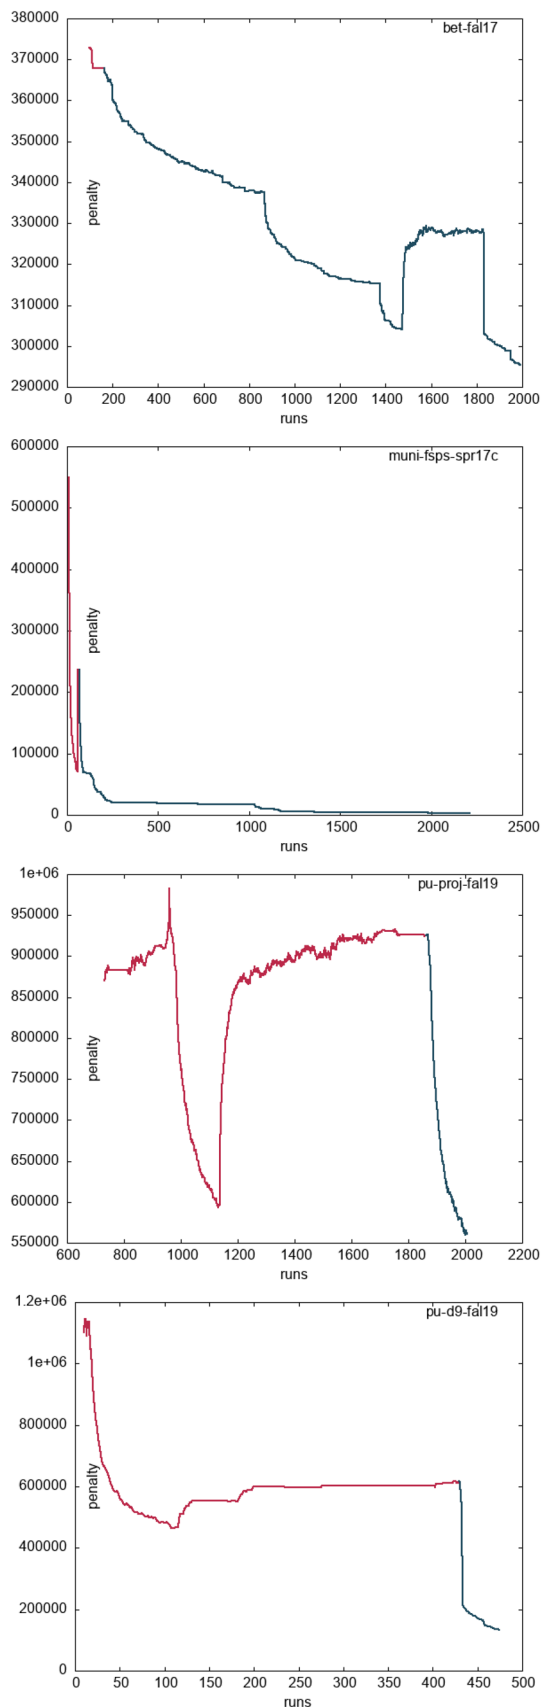 380000
bet-fal17
370000
360000
350000
340000
penalty
330000
320000
310000
300000
290000
0 200 400 600 800 1000 1200 1400 1600 1800 2000
runs
600000
muni-fsps-spr17c
500000
400000
penalty
300000
200000
100000
0
0 500 1000 1500 2000 2500
runs
1e+06
pu-proj-fal19
950000
900000
850000
800000
penalty
750000
700000
650000
600000
550000
600 800 1000 1200 1400 1600 1800 2000 2200
runs
1.2e+06
pu-d9-fal19
1e+06
800000
penalty
600000
400000
200000
0
0 50 100 150 200 250 300 350 400 450 500
runs